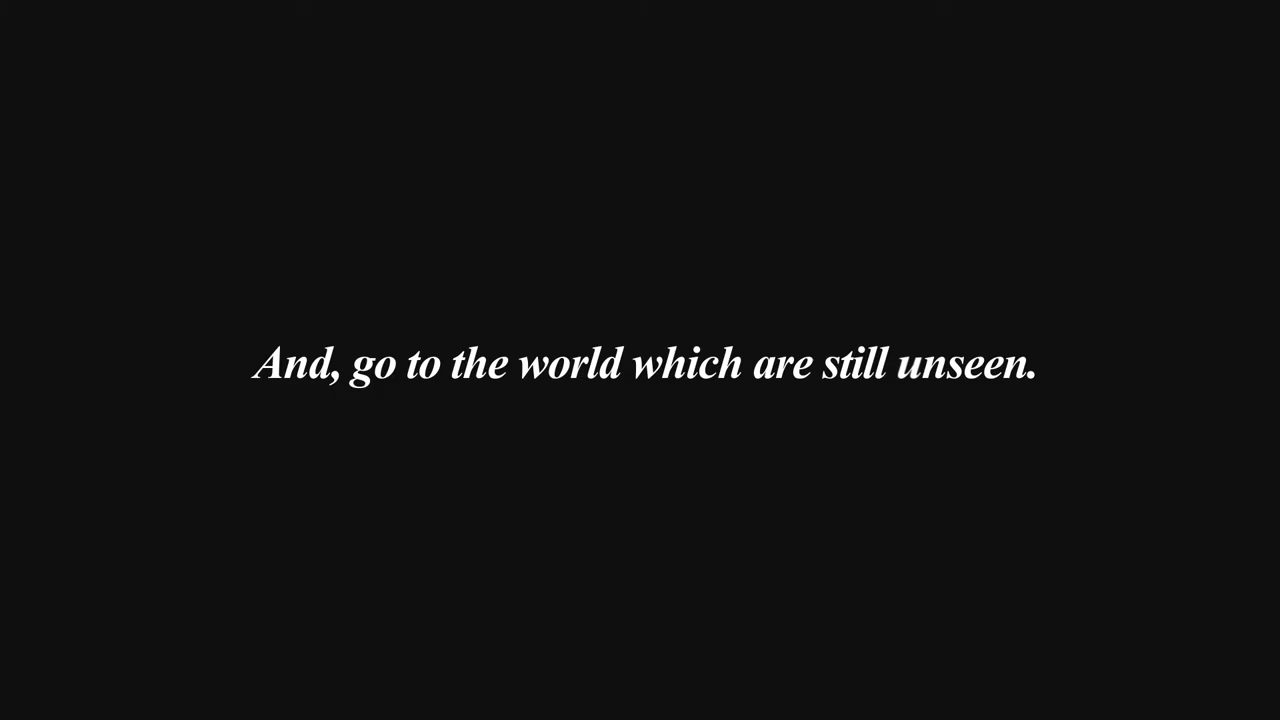 And, go to the world which are still unseen.